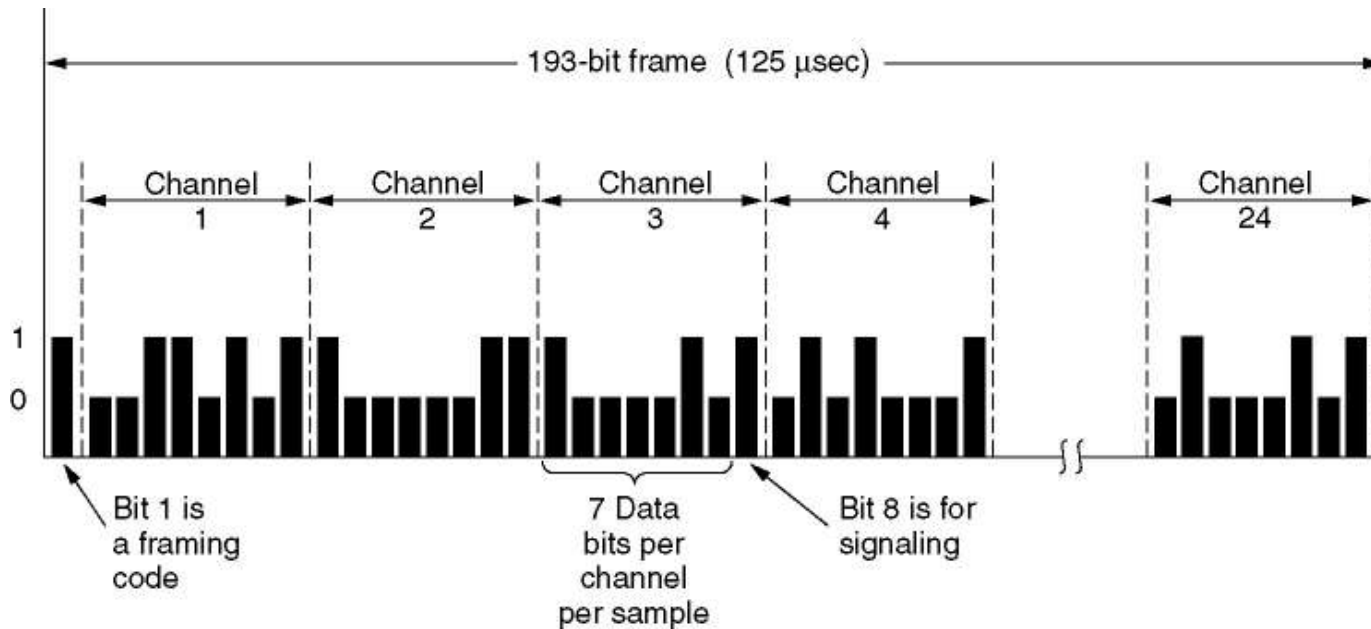 193-bit frame (125 μsec)
Channel
1
Channel
2
Channel
3
Channel
4
Channel
24
1
0
Bit 1 is
a framing
code
7 Data
bits per
channel
per sample
Bit 8 is for
signaling